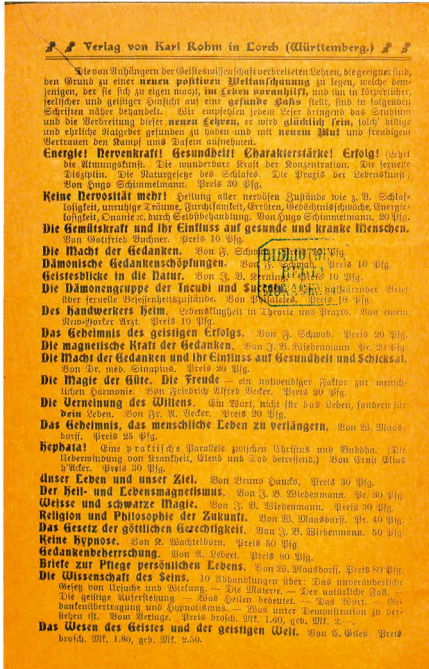 Verlag von Karl Rohm in Lorch (Württemberg.)
Die von Anhängern der Geisteswissenschaft verbreiteten Lehren, die geeignet sind,
den Grund zu einer neuen positiven Weltanschauung zu legen, welche dem-
jenigen, der sie sich zu eigen macht, im Leben voranhilft, und ihn in körperlicher,
seelischer und geistiger Hinsicht auf eine gesunde Basis stellt, sind in folgenden
Schriften näher behandelt. Wir empfehlen jedem Leser dringend das Studium
und die Verbreitung dieser neuen Lehren, er wird glücklich sein, solch' billige
und ehrliche Ratgeber gefunden zu haben und mit neuem Mut und freudigem
Vertrauen den Kampf ums Dasein aufnehmen.
Energie! Nervenkraft! Gesundheit! Charakterstärke! Erfolg! (Lehrt
die Atmungskunst. Die wunderbare Kraft der Konzentration. Die sexuelle
Disziplin. Die Naturgesetze des Schlafes. Die Praxis der Lebenskunst.)
Von Hugo Schimmelmann. Preis 30 Pfg.
Keine Nervosität mehr! Heilung aller nervösen Zustände wie z. B. Schlaf-
losigkeit, unruhige Träume, Furchtsamkeit, Erröten, Gedächtnisschwäche, Energie-
losigkeit, Onanie 2c. durch Selbstbehandlung. Von Hugo Schimmelmann. 20 Pfg.
Die Gemütskraft und ihr Einfluss auf gesunde und kranke Menschen.
Von Gottfried Buchner. Preis 10 Pfg.
Die Macht der Gedanken. Von F.
Dämonische Gedankenschöpfungen. Von F. Schwab. Preis 10 Pfg.
Geistesblicke in die Natur. Von J. B. Preis 10 Pfg.
Die Dämonengruppe der Incubi und Brief
über sexuelle Besessenheitszustände. Von Preis 10 Pfg.
Des Handwerkers Heim. Lebensklugheit in Theorie und Praxis. Von einem
New-Yorker Arzt. Preis 10 Pfg.
Das Geheimnis des geistigen Erfolgs. Von F. Schwab. Preis 20 Pfg.
Die magnetische Kraft der Gedanken. Von J. B. Wiedenmann. Pr. 20 Pfg.
Die Macht der Gedanken und ihr Einfluss auf Gesundheit und Schicksal.
Von Dr. med. Sinapius. Preis 20 Pfg.
Die Magie der Güte. Die Freude — ein notwendiger Faktor zur mensch-
lichen Harmonie. Von Friedrich Alfred Becker. Preis 20 Pfg.
Die Verneinung des Willens. Ein Wort, nicht für das Leben, sondern für
dein Leben. Von Fr. A. Becker. Preis 20 Pfg.
Das Geheimnis, das menschliche Leben zu verlängern. Von W. Maas-
dorff. Preis 25 Pfg.
Hephata! Eine praktische Parallele zwischen Christus und Buddha. (Die
Ueberwindung von Krankheit, Elend und Tod betreffend.) Von Ernst Elias
Preis 30 Pfg.
Unser Leben und unser Ziel. Von Bruno Haucks. Preis 30 Pfg.
Der Heil- und Lebensmagnetismus. Von J. B. Wiedenmann. Pr. 30 Pfg.
Weisse und schwarze Magie. Von J. B. Wiedenmann. Preis 30 Pfg.
Religion und Philosophie der Zukunft. Von W. Maasdorff. Pr. 40 Pfg.
Das Gesetz der göttlichen Gerechtigkeit. Von J. B. Wiedenmann. 50 Pfg.
Keine Hypnose. Von K. Wachtelborn. Preis 50 Pfg.
Gedankenbeherrschung. Von A. Lebert. Preis 80 Pfg.
Briefe zur Pflege persönlichen Lebens. Von W. Maasdorff. Preis 80 Pfg.
Die Wissenschaft des Seins. 10 Abhandlungen über: Das unveränderliche
Gesetz von Ursache und Wirkung. — Die Materie. — Der natürliche Fall. —
Die geistige Auferstehung. — Was Heilen bedeutet. — Das Wort. — Ge-
dankenübertragung und Hypnotismus. — Was unter Demonstration zu ver-
stehen ist. Vom Verlage. Preis brosch. Mk. 1.60, geb. Mk. 2.—.
Das Wesen des Geistes und der geistigen Welt. Von C. Giles. Preis
brosch. Mk. 1.80, geb. Mk. 2.50.